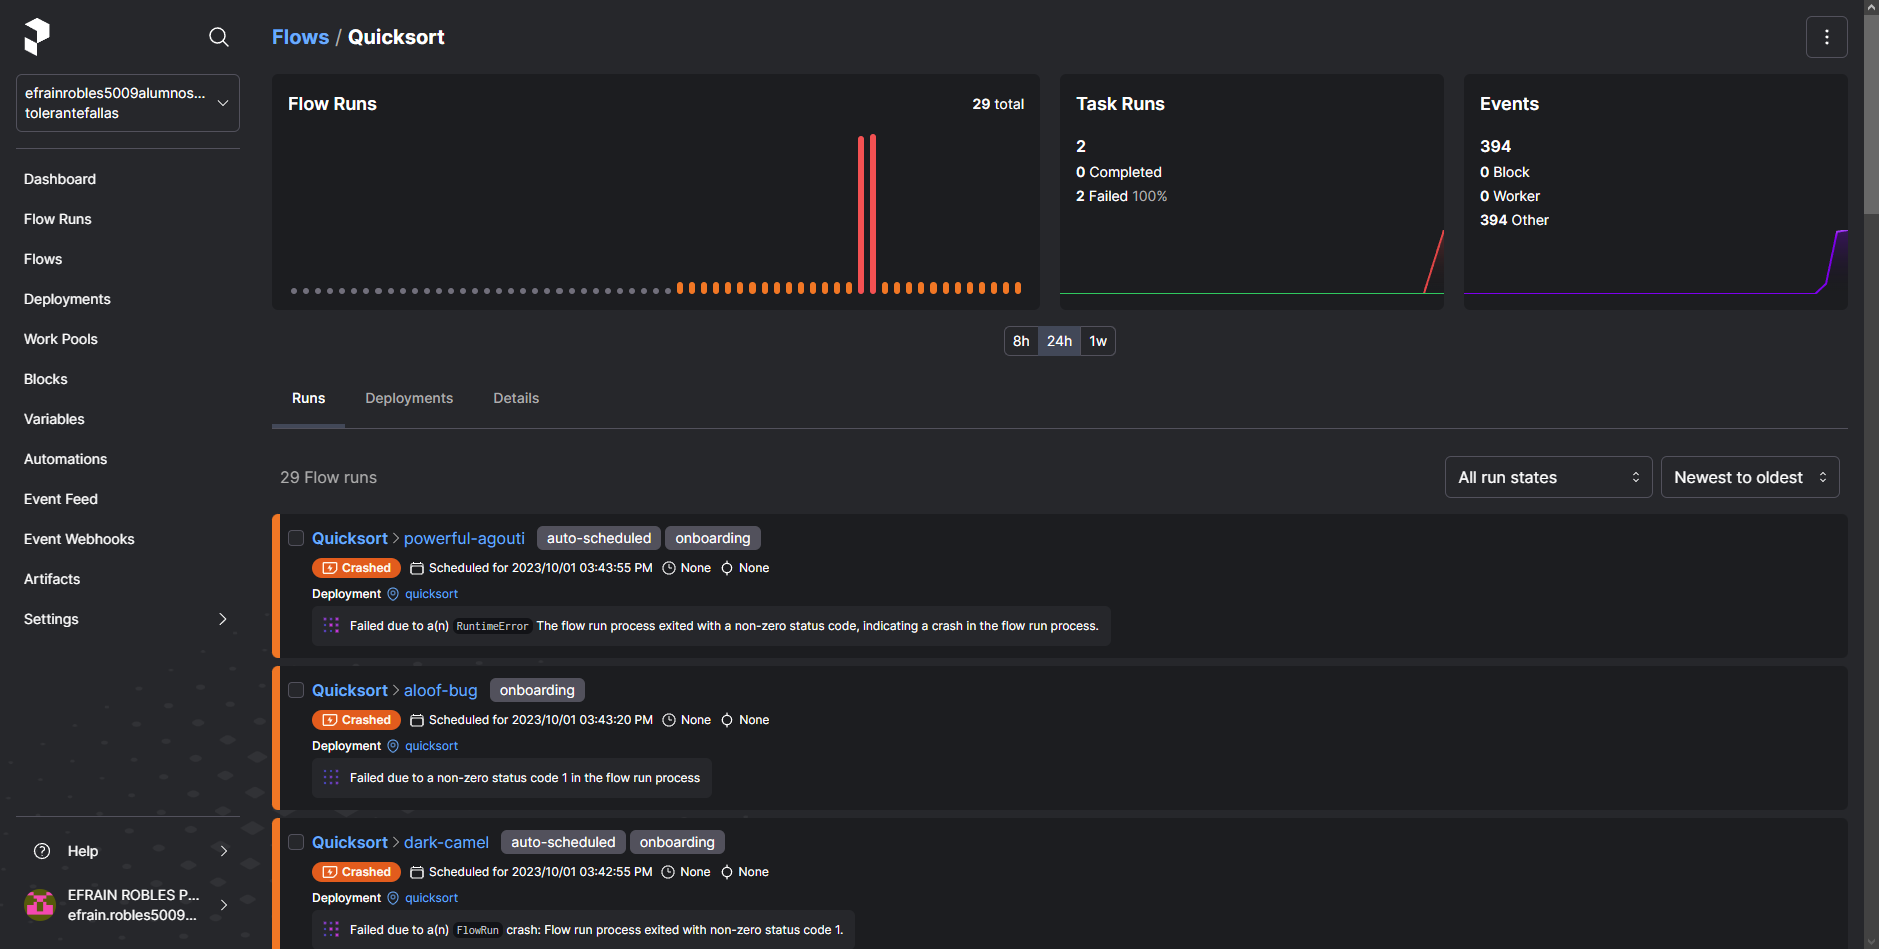 efrainrobles5009alumnos...
tolerantefallas
Dashboard
Flow Runs
Flows
Deployments
Work Pools
Blocks
Variables
Automations
Event Feed
Event Webhooks
Artifacts
Settings
Help
EFRAIN ROBLES P...
efrain.robles5009...
Flows / Quicksort
Flow Runs
29 total
Task Runs
2
0 Completed
2 Failed 100%
Events
394
0 Block
0 Worker
394 Other
8h 24h 1w
Runs Deployments Details
29 Flow runs
All run states
Newest to oldest
Quicksort > powerful-agouti auto-scheduled onboarding
Crashed Scheduled for 2023/10/01 03:43:55 PM None None
Deployment quicksort
Failed due to a(n) RuntimeError The flow run process exited with a non-zero status code, indicating a crash in the flow run process.
Quicksort > aloof-bug onboarding
Crashed Scheduled for 2023/10/01 03:43:20 PM None None
Deployment quicksort
Failed due to a non-zero status code 1 in the flow run process
Quicksort > dark-camel auto-scheduled onboarding
Crashed Scheduled for 2023/10/01 03:42:55 PM None None
Deployment quicksort
Failed due to a(n) FlowRun crash: Flow run process exited with non-zero status code 1.